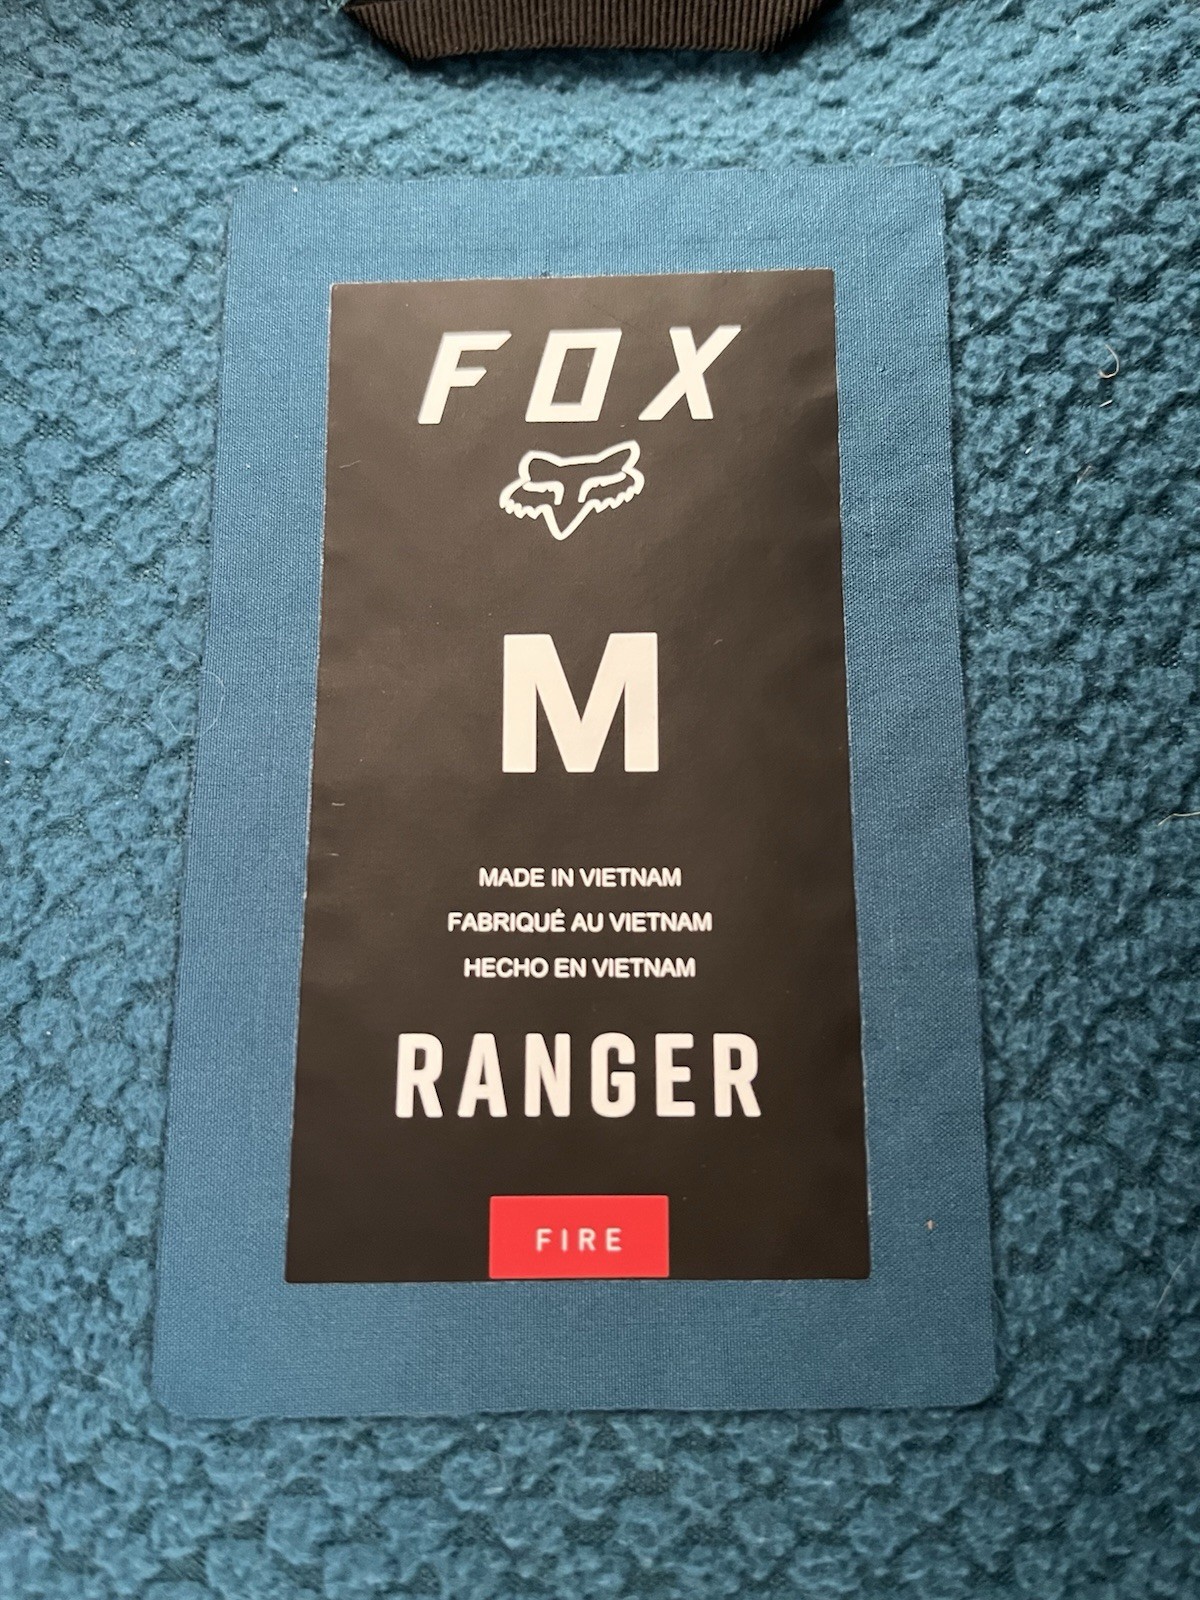 FOX
M
MADE IN VIETNAM
FABRIQUÉ AU VIETNAM
HECHO EN VIETNAM
RANGER
FIRE